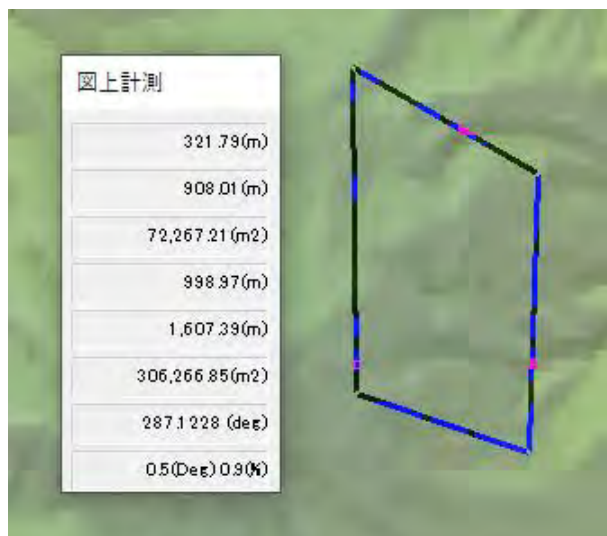 図上計測
321.79(m)
908.01(m)
72,267.21(m2)
998.97(m)
1,607.39(m)
306,266.85(m2)
287.1228 (deg)
0.5(Deg) 0.9(%)